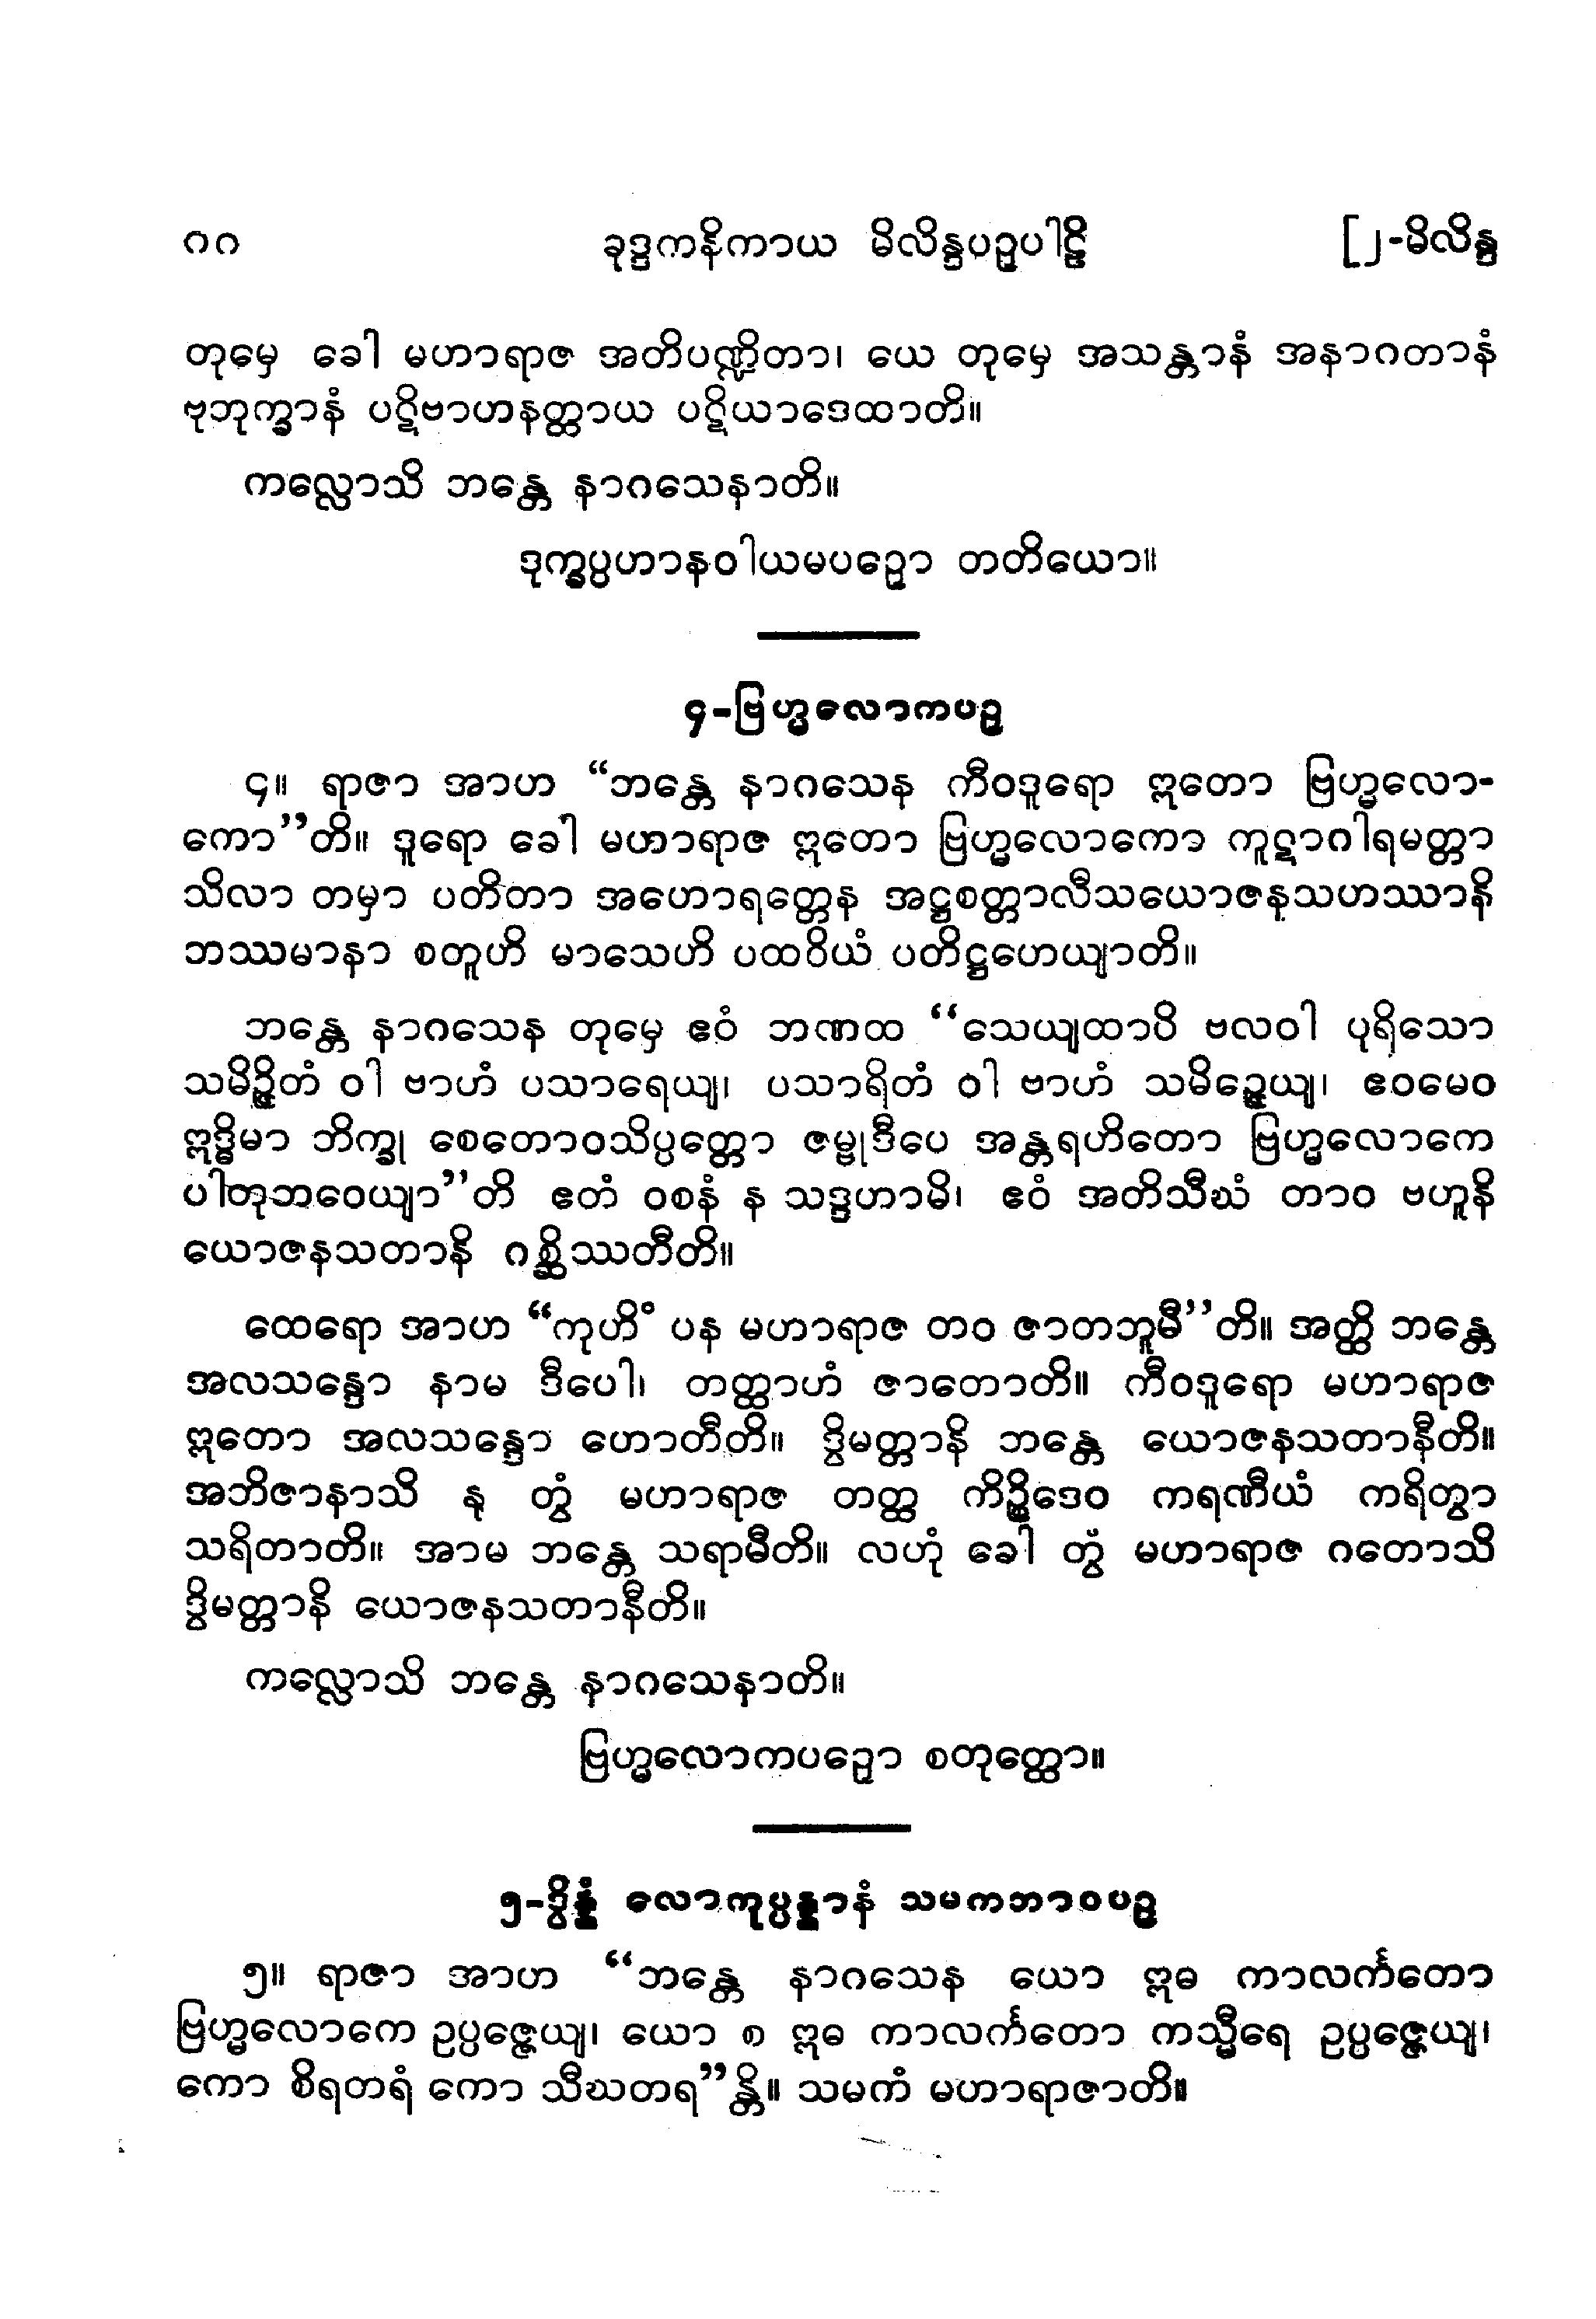 ၈၈ ခုဒ္ဒကနိကာယ မိလိန္ဒပဉှပါဠိ [၂-မိလိန္ဒ
တုမှေ ခေါ မဟာရာဇ အတိပဏ္ဍိတာ၊ ယေ တုမှေ အသန္တာနံ အနာဂတာနံ
ဗုဘုက္ခာနံ ပဋိဗာဟနတ္ထာယ ပဋိယာဒေထာတိ။
ကလ္လောသိ ဘန္တေ နာဂသေနာတိ။
ဒုက္ခပ္ပဟာနဝါယမပဉှော တတိယော။
၄-ဗြဟ္မလောကပဉှ
၄။ ရာဇာ အာဟ “ဘန္တေ နာဂသေန ကီဝဒူရော ဣတော ဗြဟ္မလော-
ကော”တိ။ ဒူရော ခေါ မဟာရာဇ ဣတော ဗြဟ္မလောကော ကူဋာဂါရမတ္တာ
သိလာ တမှာ ပတိတာ အဟောရတ္တေန အဋ္ဌစတ္တာလီသယောဇနသဟဿာနိ
ဘဿမာနာ စတူဟိ မာသေဟိ ပထဝိယံ ပတိဋ္ဌဟေယျာတိ။
ဘန္တေ နာဂသေန တုမှေ ဧဝံ ဘဏထ “သေယျထာပိ ဗလဝါ ပုရိသော
သမိဉ္ဇိတံ ဝါ ဗာဟံ ပသာရေယျ၊ ပသာရိတံ ဝါ ဗာဟံ သမိဉ္ဇေယျ၊ ဧဝမေဝ
ဣဒ္ဓိမာ ဘိက္ခု စေတောဝသိပ္ပတ္တော ဇမ္ဗုဒီပေ အန္တရဟိတော ဗြဟ္မလောကေ
ပါတုဘဝေယျာ”တိ ဧတံ ဝစနံ န သဒ္ဒဟာမိ၊ ဧဝံ အတိသီဃံ တာဝ ဗဟူနိ
ယောဇနသတာနိ ဂစ္ဆိဿတီတိ။
ထေရော အာဟ “ကုဟိံ ပန မဟာရာဇ တဝ ဇာတဘူမီ”တိ။ အတ္ထိ ဘန္တေ
အလသန္ဒော နာမ ဒီပေါ၊ တတ္ထာဟံ ဇာတောတိ။ ကီဝဒူရော မဟာရာဇ
ဣတော အလသန္ဒော ဟောတီတိ။ ဒွိမတ္တာနိ ဘန္တေ ယောဇနသတာနီတိ။
အဘိဇာနာသိ နု တွံ မဟာရာဇ တတ္ထ ကိဉ္စိဒေဝ ကရဏီယံ ကရိတွာ
သရိတာတိ။ အာမ ဘန္တေ သရာမီတိ။ လဟုံ ခေါ တွံ မဟာရာဇ ဂတောသိ
ဒွိမတ္တာနိ ယောဇနသတာနီတိ။
ကလ္လောသိ ဘန္တေ နာဂသေနာတိ။
ဗြဟ္မလောကပဉှော စတုတ္ထော။
၅-ဒွိန္နံ လောကုပ္ပန္နာနံ သမကဘာဝပဉှ
၅။ ရာဇာ အာဟ “ဘန္တေ နာဂသေန ယော ဣဓ ကာလင်္ကတော
ဗြဟ္မလောကေ ဥပ္ပဇ္ဇေယျ၊ ယော စ ဣဓ ကာလင်္ကတော ကသ္မီရေ ဥပ္ပဇ္ဇေယျ၊
ကော စိရတရံ ကော သီဃတရ”န္တိ။ သမကံ မဟာရာဇာတိ။